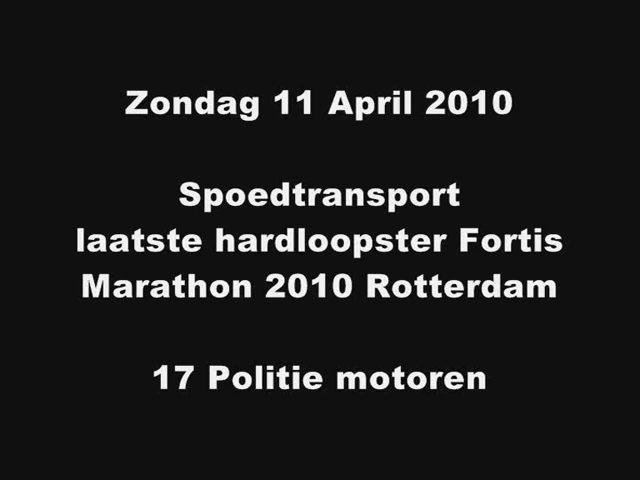 Zondag 11 April 2010
Spoedtransport
laatste hardloopster Fortis
Marathon 2010 Rotterdam
17 Politie motoren